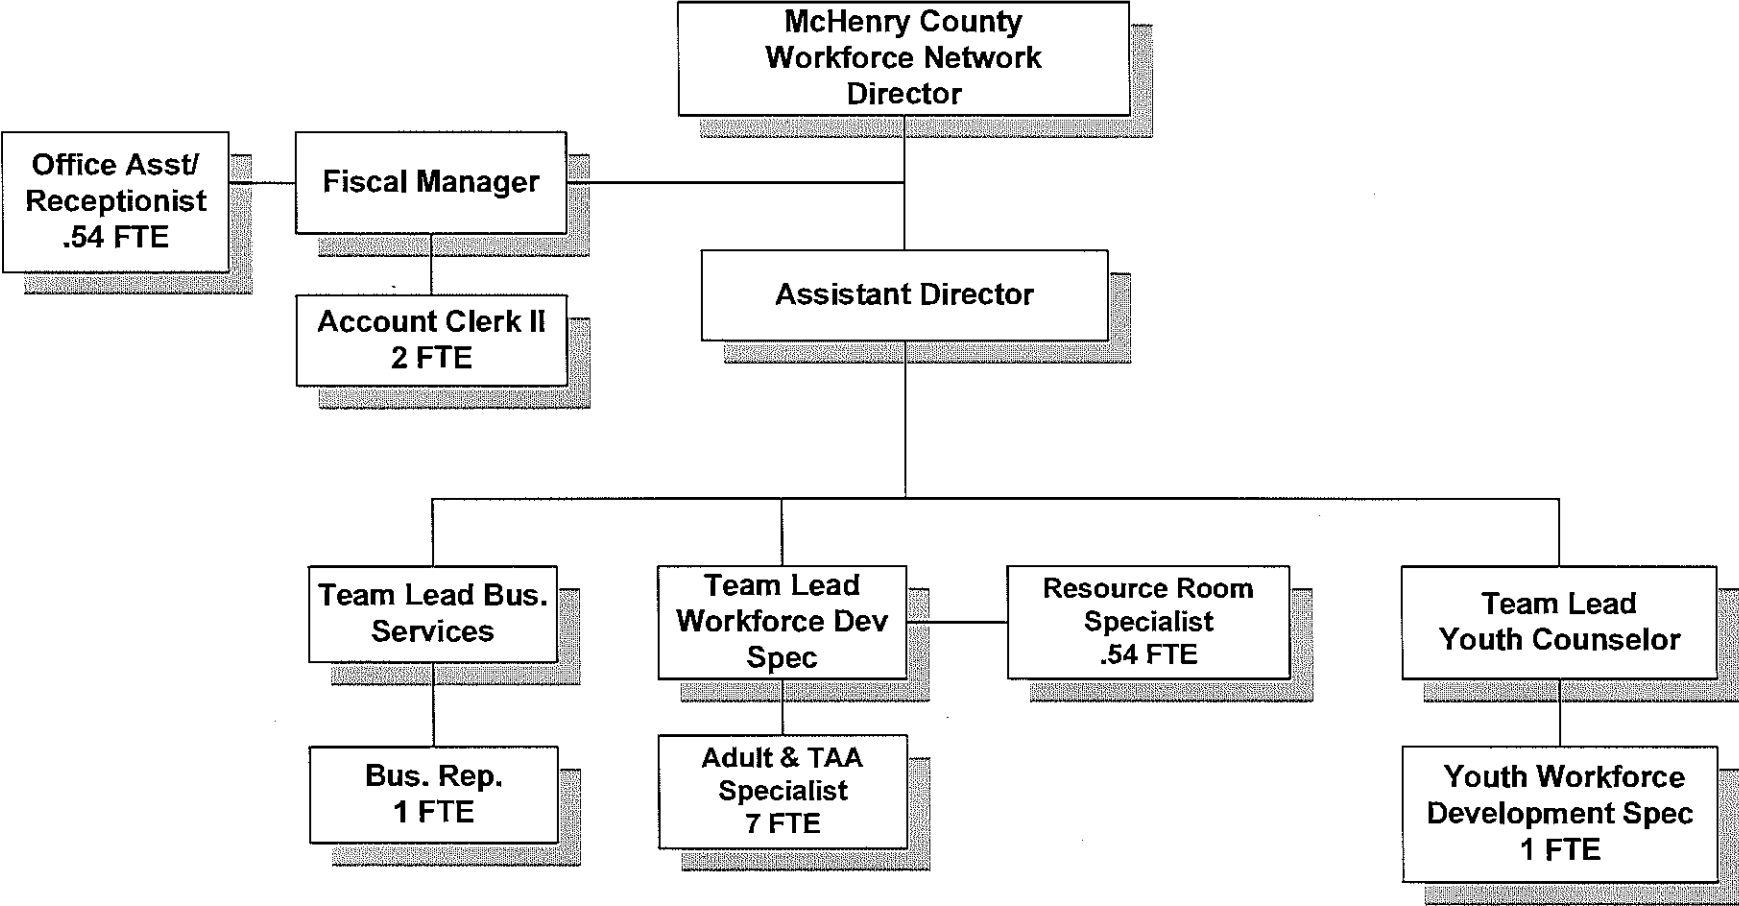 McHenry County
Workforce Network
Director
Office Asst/
Receptionist
.54 FTE
Fiscal Manager
Account Clerk II
2 FTE
Assistant Director
Team Lead Bus.
Services
Team Lead
Workforce Dev
Spec
Resource Room
Specialist
.54 FTE
Team Lead
Youth Counselor
Bus. Rep.
1 FTE
Adult & TAA
Specialist
7 FTE
Youth Workforce
Development Spec
1 FTE